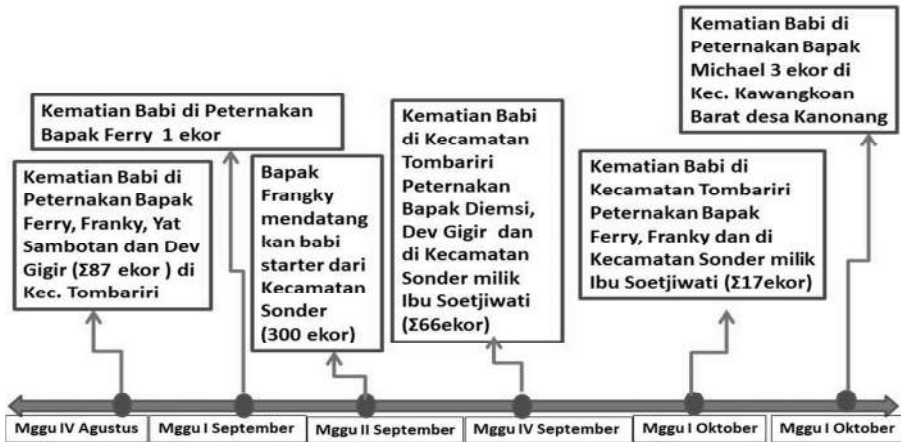 Kematian Babi di
Peternakan Bapak
Michael 3 ekor di
Kec. Kawangkoan
Barat desa Kanonang
Kematian Babi di Peternakan
Bapak Ferry 1 ekor
Kematian Babi di
Peternakan Bapak
Ferry, Franky, Yat
Sambotan dan Dev
Gigir (Σ87 ekor ) di
Kec. Tombariri
Bapak
Frangky
mendatang
kan babi
starter dari
Kecamatan
Sonder
(300 ekor)
Kematian Babi
di Kecamatan
Tombariri
Peternakan
Bapak Diemsi,
Dev Gigir dan
di Kecamatan
Sonder milik
Ibu Soetjiwati
(Σ66ekor)
Kematian Babi di
Kecamatan Tombariri
Peternakan Bapak
Ferry, Franky dan di
Kecamatan Sonder milik
Ibu Soetjiwati (Σ17ekor)
Mggu IV Agustus
Mggu I September
Mggu II September
Mggu IV September
Mggu I Oktober
Mggu I Oktober